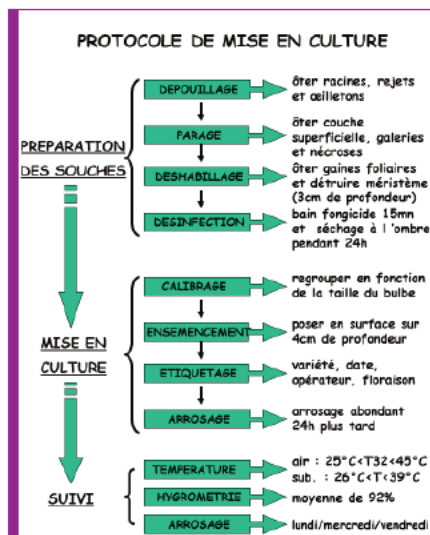 PROTOCOLE DE MISE EN CULTURE
PREPARATION
DES SOUCHES
DEPOUILLAGE
ôter racines, rejets
et œilletons
PARAGE
ôter couche
superficielle, galeries
et nécroses
DESHABILLAGE
ôter gaines foliaires
et détruire méristème
(3cm de profondeur)
DESINFECTION
bain fongicide 15mn
et séchage à l'ombre
pendant 24h
MISE EN
CULTURE
CALIBRAGE
regrouper en fonction
de la taille du bulbe
ENSEMENCEMENT
poser en surface sur
4cm de profondeur
ETIQUETAGE
variété, date,
opérateur, floraison
ARROSAGE
arrosage abondant
24h plus tard
SUIVI
TEMPERATURE
air : 25°C<T32<45°C
sub. : 26°C<T<39°C
HYGROMETRIE
moyenne de 92%
ARROSAGE
lundi/mercredi/vendredi